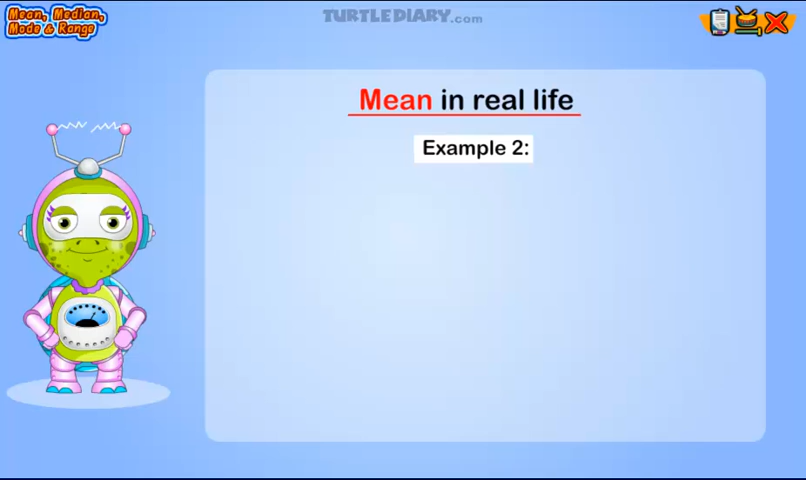 Mean, Median,
Mode & Range
TURTLEDIARY.com
Mean in real life
Example 2: